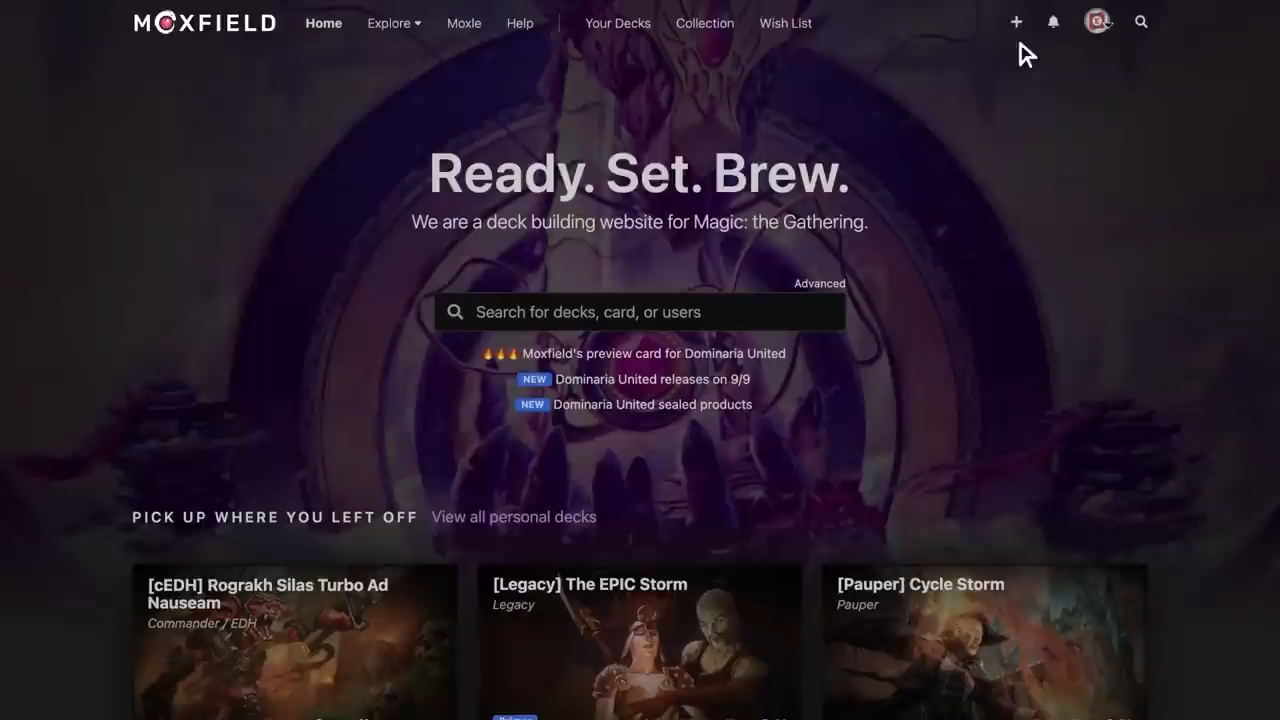 MOXFIELD Home Explore Moxle Help Your Decks Collection Wish List
Ready. Set. Brew.
We are a deck building website for Magic: the Gathering.
Advanced
Search for decks, card, or users
Moxfield's preview card for Dominaria United
NEW Dominaria United releases on 9/9
NEW Dominaria United sealed products
PICK UP WHERE YOU LEFT OFF View all personal decks
[cEDH] Rograkh Silas Turbo Ad
Nauseam
Commander / EDH
[Legacy] The EPIC Storm
Legacy
[Pauper] Cycle Storm
Pauper